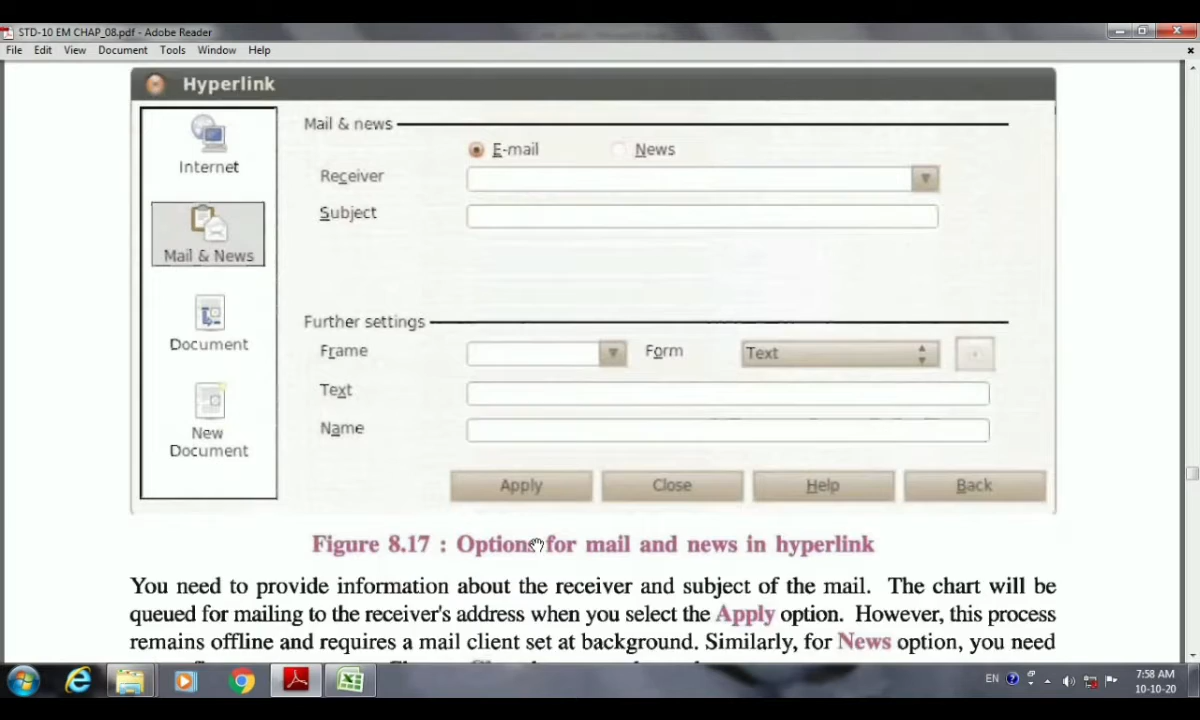 STD-10 EM CHAP_08.pdf - Adobe Reader
File Edit View Document Tools Window Help
Hyperlink
Internet
Mail & News
Document
New
Document
Mail & news
E-mail News
Receiver
Subject
Further settings
Frame Form Text
Text
Name
Apply Close Help Back
Figure 8.17 : Options for mail and news in hyperlink
You need to provide information about the receiver and subject of the mail. The chart will be
queued for mailing to the receiver's address when you select the Apply option. However, this process
remains offline and requires a mail client set at background. Similarly, for News option, you need
EN
7:58 AM
10-10-20